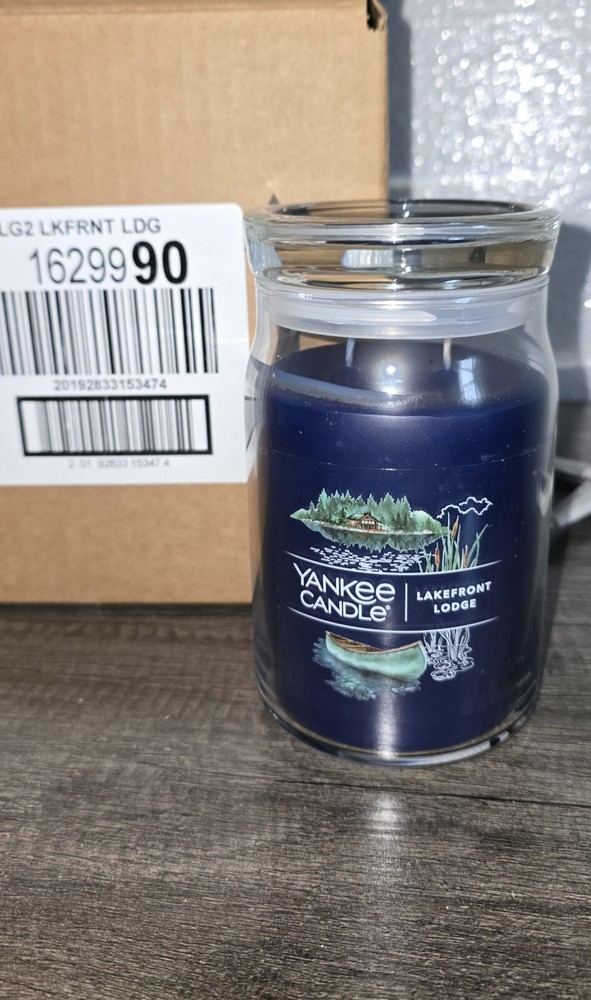 LG2 LKFRNT LDG
1629990
20192833153474
2 01 92833 15347 4
YANKEE
CANDLE®
LAKEFRONT
LODGE